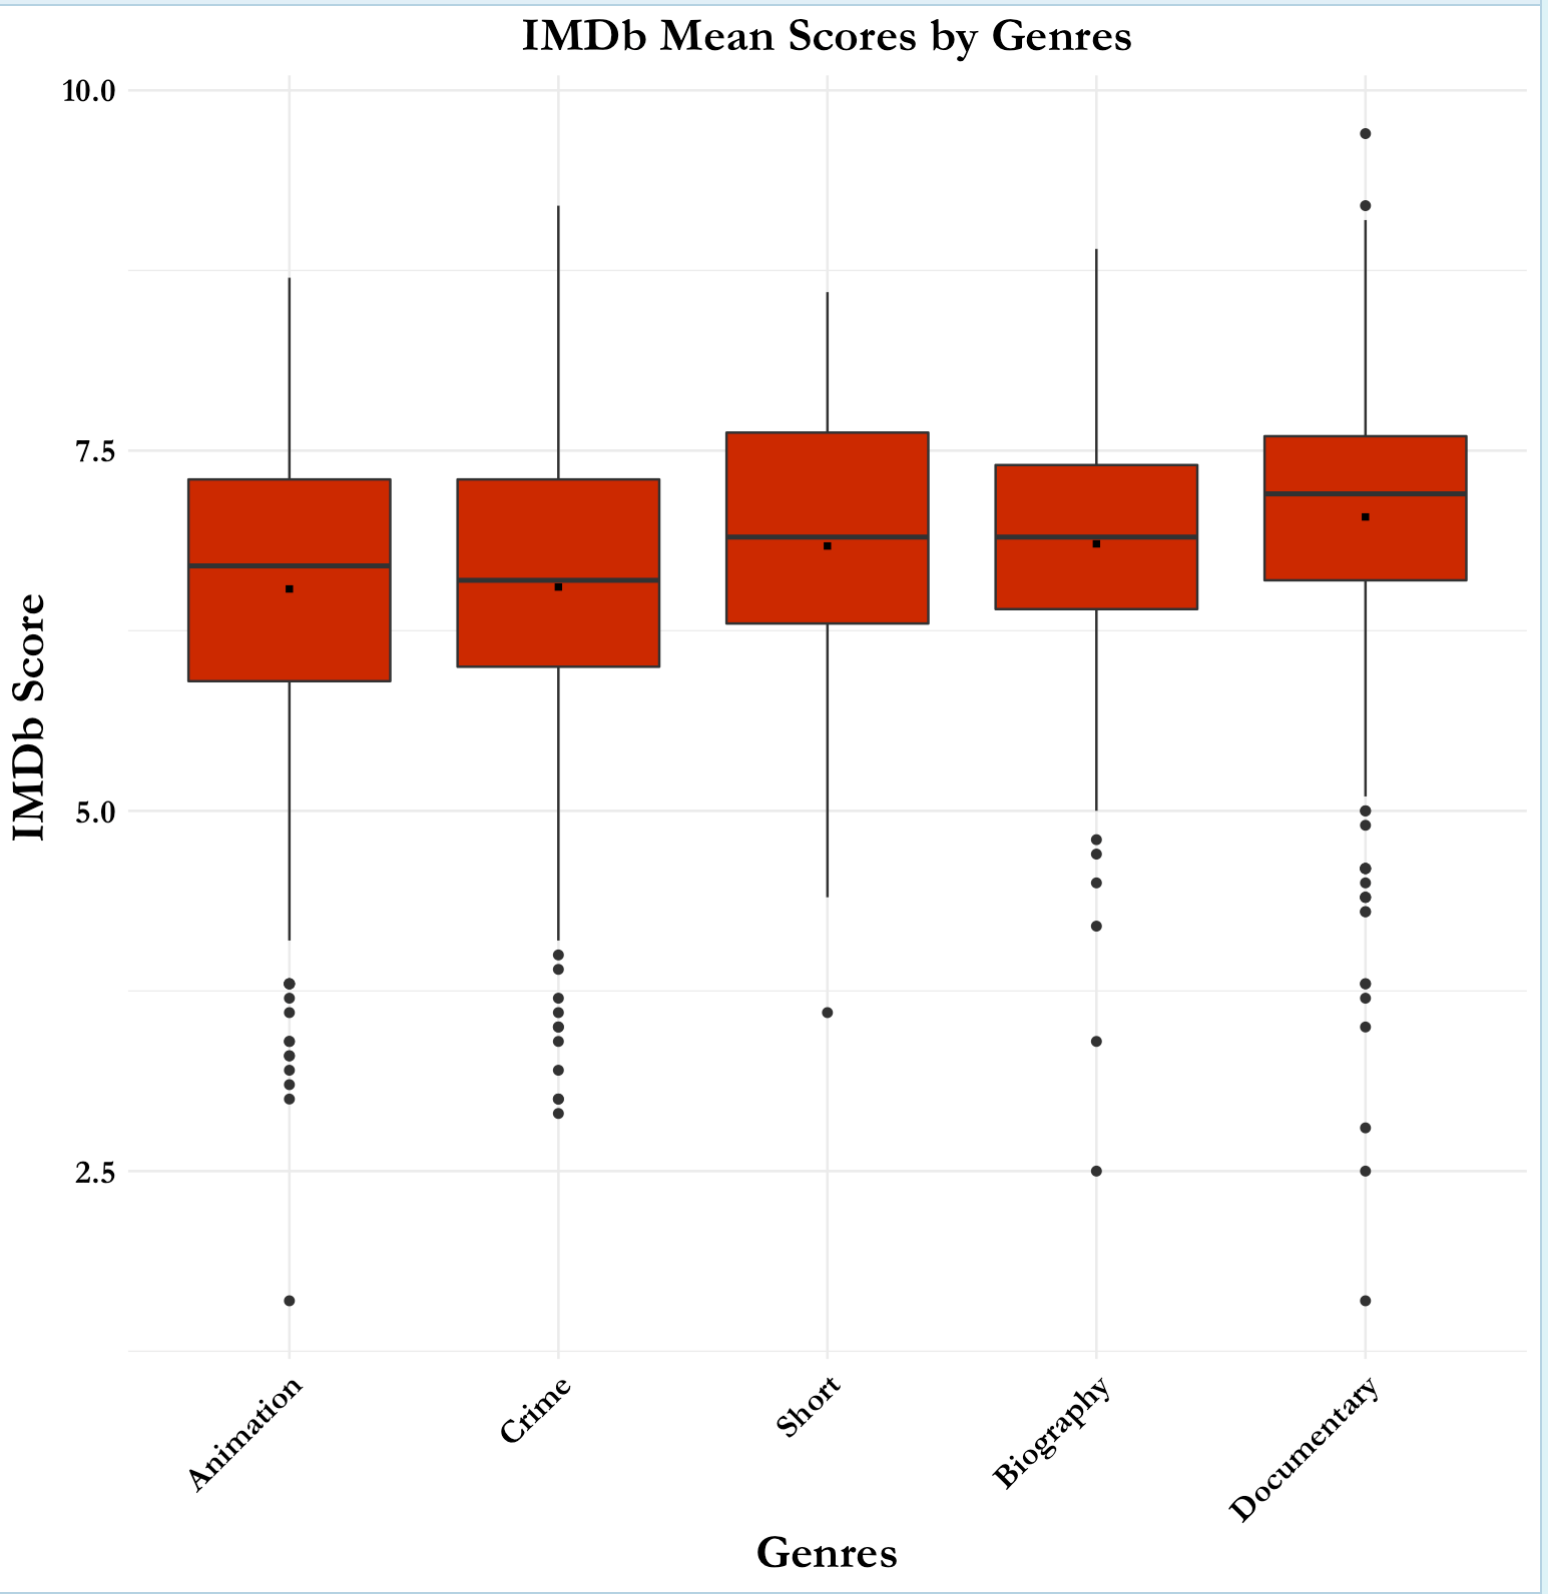 IMDb Mean Scores by Genres
10.0
7.5
5.0
2.5
IMDb Score
Animation
Crime
Short
Biography
Documentary
Genres